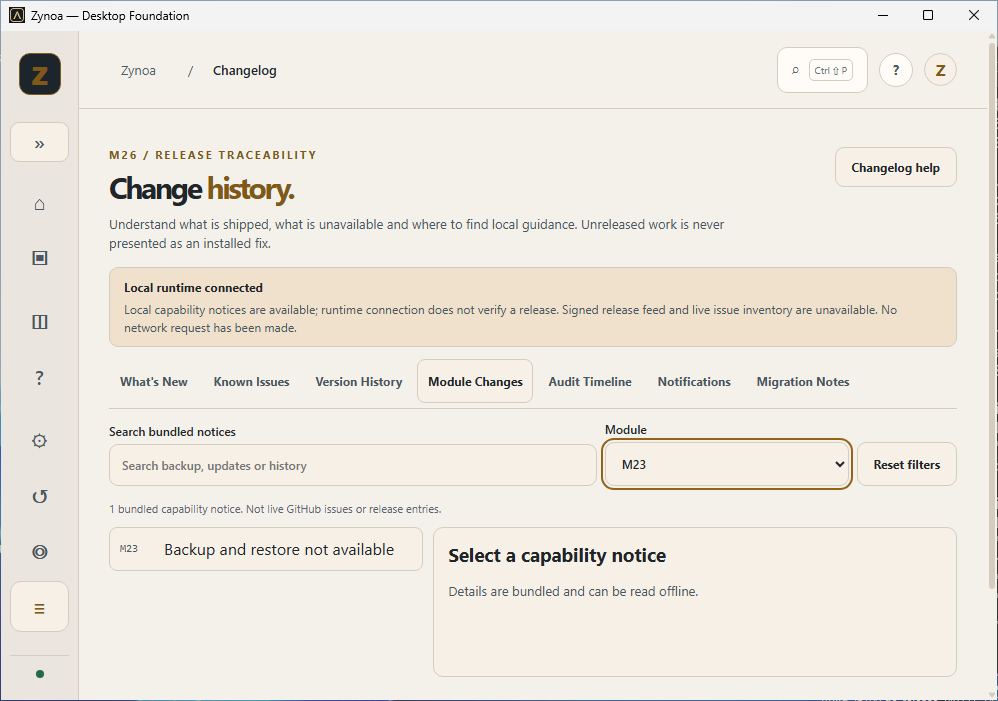 Zynoa — Desktop Foundation
Z
Zynoa / Changelog
Ctrl ⇧ P
?
Z
»
?
M26 / RELEASE TRACEABILITY
Change history.
Changelog help
Understand what is shipped, what is unavailable and where to find local guidance. Unreleased work is never
presented as an installed fix.
Local runtime connected
Local capability notices are available; runtime connection does not verify a release. Signed release feed and live issue inventory are unavailable. No
network request has been made.
What's New
Known Issues
Version History
Module Changes
Audit Timeline
Notifications
Migration Notes
Search bundled notices
Module
Search backup, updates or history
M23
Reset filters
1 bundled capability notice. Not live GitHub issues or release entries.
M23 Backup and restore not available
Select a capability notice
Details are bundled and can be read offline.